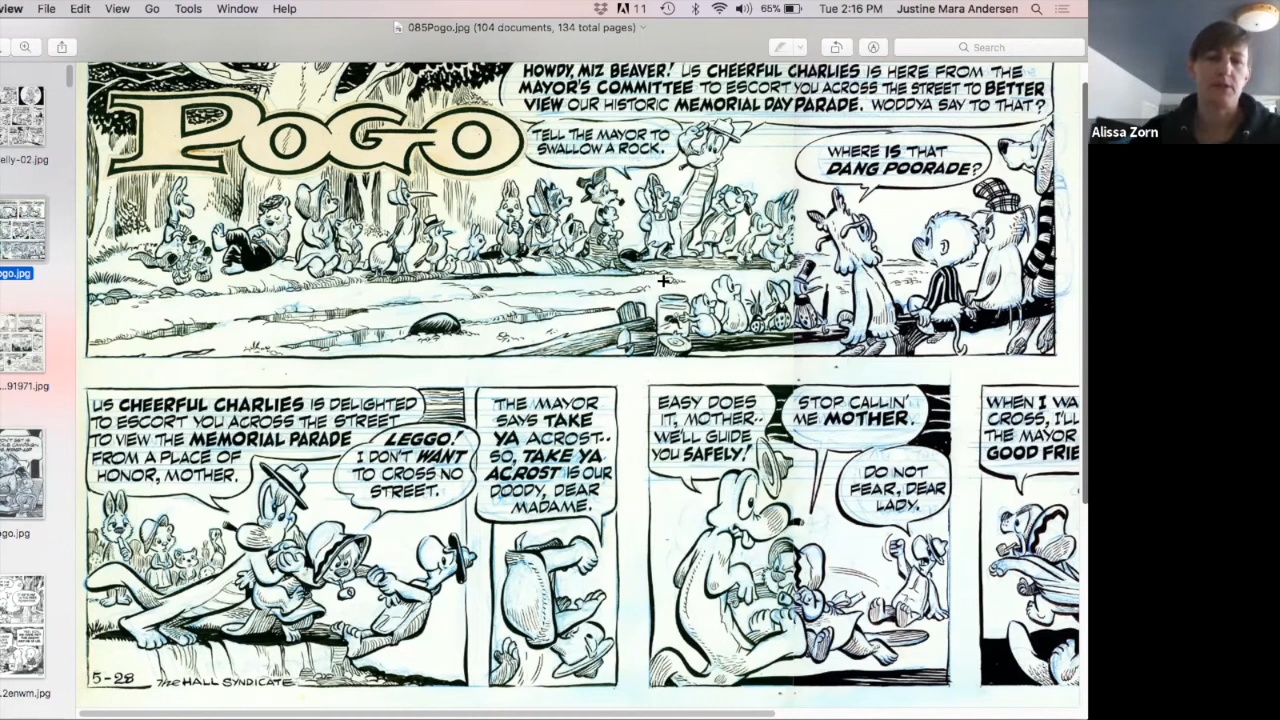 view File Edit View Go Tools Window Help
11 65% Tue 2:16 PM Justine Mara Andersen
085Pogo.jpg (104 documents, 134 total pages)
Search
elly-02.jpg
ogo.jpg
...91971.jpg
ogo.jpg
.2enwm.jpg
Alissa Zorn
POGO
HOWDY, MIZ BEAVER! US CHEERFUL CHARLIES IS HERE FROM THE
MAYOR'S COMMITTEE TO ESCORT YOU ACROSS THE STREET TO BETTER
VIEW OUR HISTORIC MEMORIAL DAY PARADE. WODDYA SAY TO THAT?
TELL THE MAYOR TO
SWALLOW A ROCK.
WHERE IS THAT
DANG POORADE?
US CHEERFUL CHARLIES IS DELIGHTED
TO ESCORT YOU ACROSS THE STREET
TO VIEW THE MEMORIAL PARADE
FROM A PLACE OF
HONOR, MOTHER.
LEGGO!
I DON'T WANT
TO CROSS NO
STREET.
5-28 THE HALL SYNDICATE
THE MAYOR
SAYS TAKE
YA ACROST..
SO, TAKE YA
ACROST IS OUR
DOODY, DEAR
MADAME.
EASY DOES
IT, MOTHER..
WE'LL GUIDE
YOU SAFELY!
STOP CALLIN'
ME MOTHER.
DO NOT
FEAR, DEAR
LADY.
WHEN I WA
CROSS, I'LL
THE MAYOR
GOOD FRIE